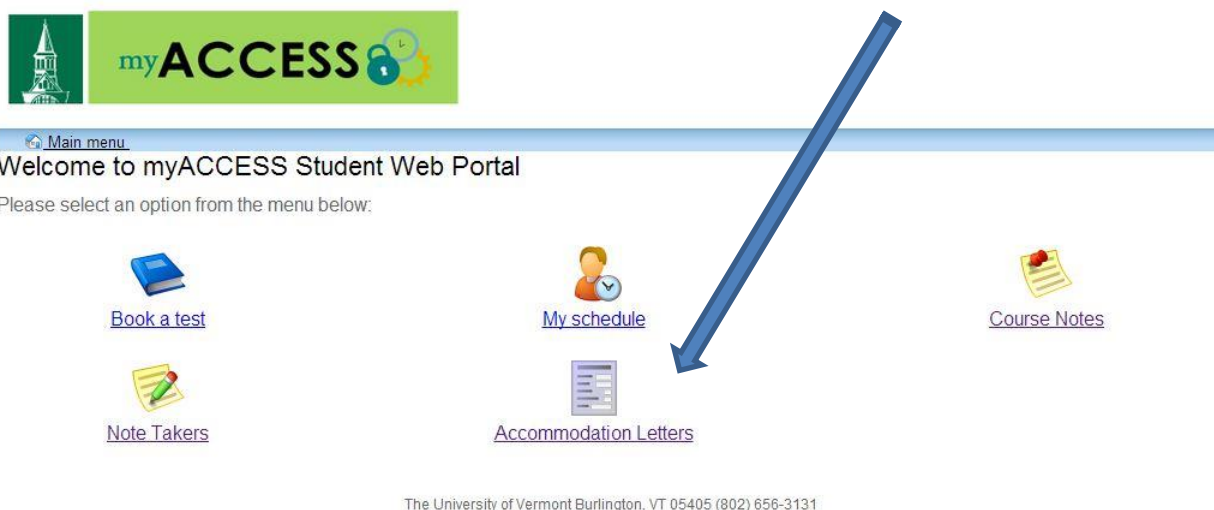 myACCESS
Main menu
Welcome to myACCESS Student Web Portal
Please select an option from the menu below:
Book a test
My schedule
Course Notes
Note Takers
Accommodation Letters
The University of Vermont Burlington, VT 05405 (802) 656-3131